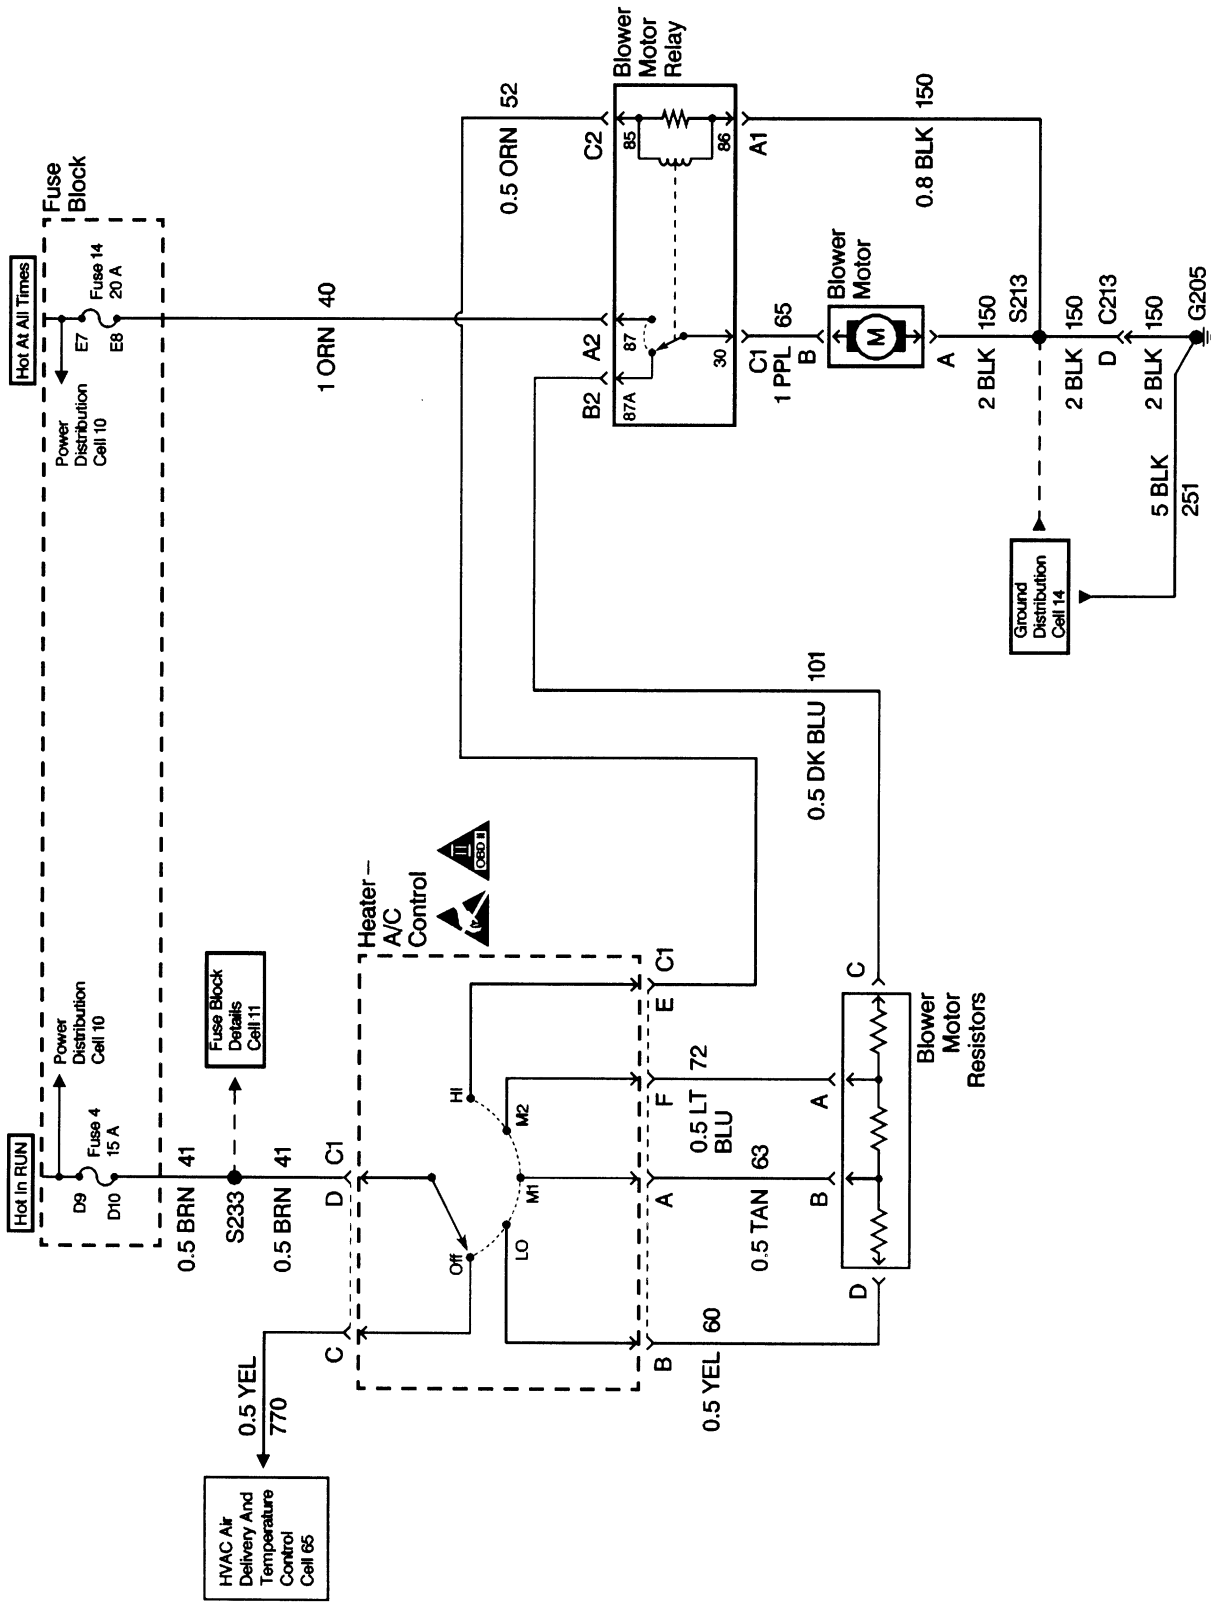 Hot In RUN
Power
Distribution
Cell 10
D9
Fuse 4
15 A
D10
Hot At All Times
Power
Distribution
Cell 10
E7
Fuse 14
20 A
E8
Fuse
Block
0.5 BRN 41
S233
Fuse Block
Details
Cell 11
0.5 BRN 41
1 ORN 40
0.5 YEL
770
HVAC Air
Delivery And
Temperature
Control
Cell 65
C
D
C1
Heater –
A/C
Control
II
OBD II
Off
LO
M1
M2
HI
B
A
F
E
C1
0.5 YEL 60
0.5 TAN 63
0.5 LT
BLU
72
D
B
A
C
Blower
Motor
Resistors
0.5 DK BLU 101
0.5 ORN 52
B2
A2
C2
Blower
Motor
Relay
87A
87
85
30
86
C1
A1
1 PPL 65
B
Blower
Motor
M
A
0.8 BLK 150
2 BLK 150
S213
Ground
Distribution
Cell 14
2 BLK 150
D
C213
2 BLK 150
5 BLK
251
G205